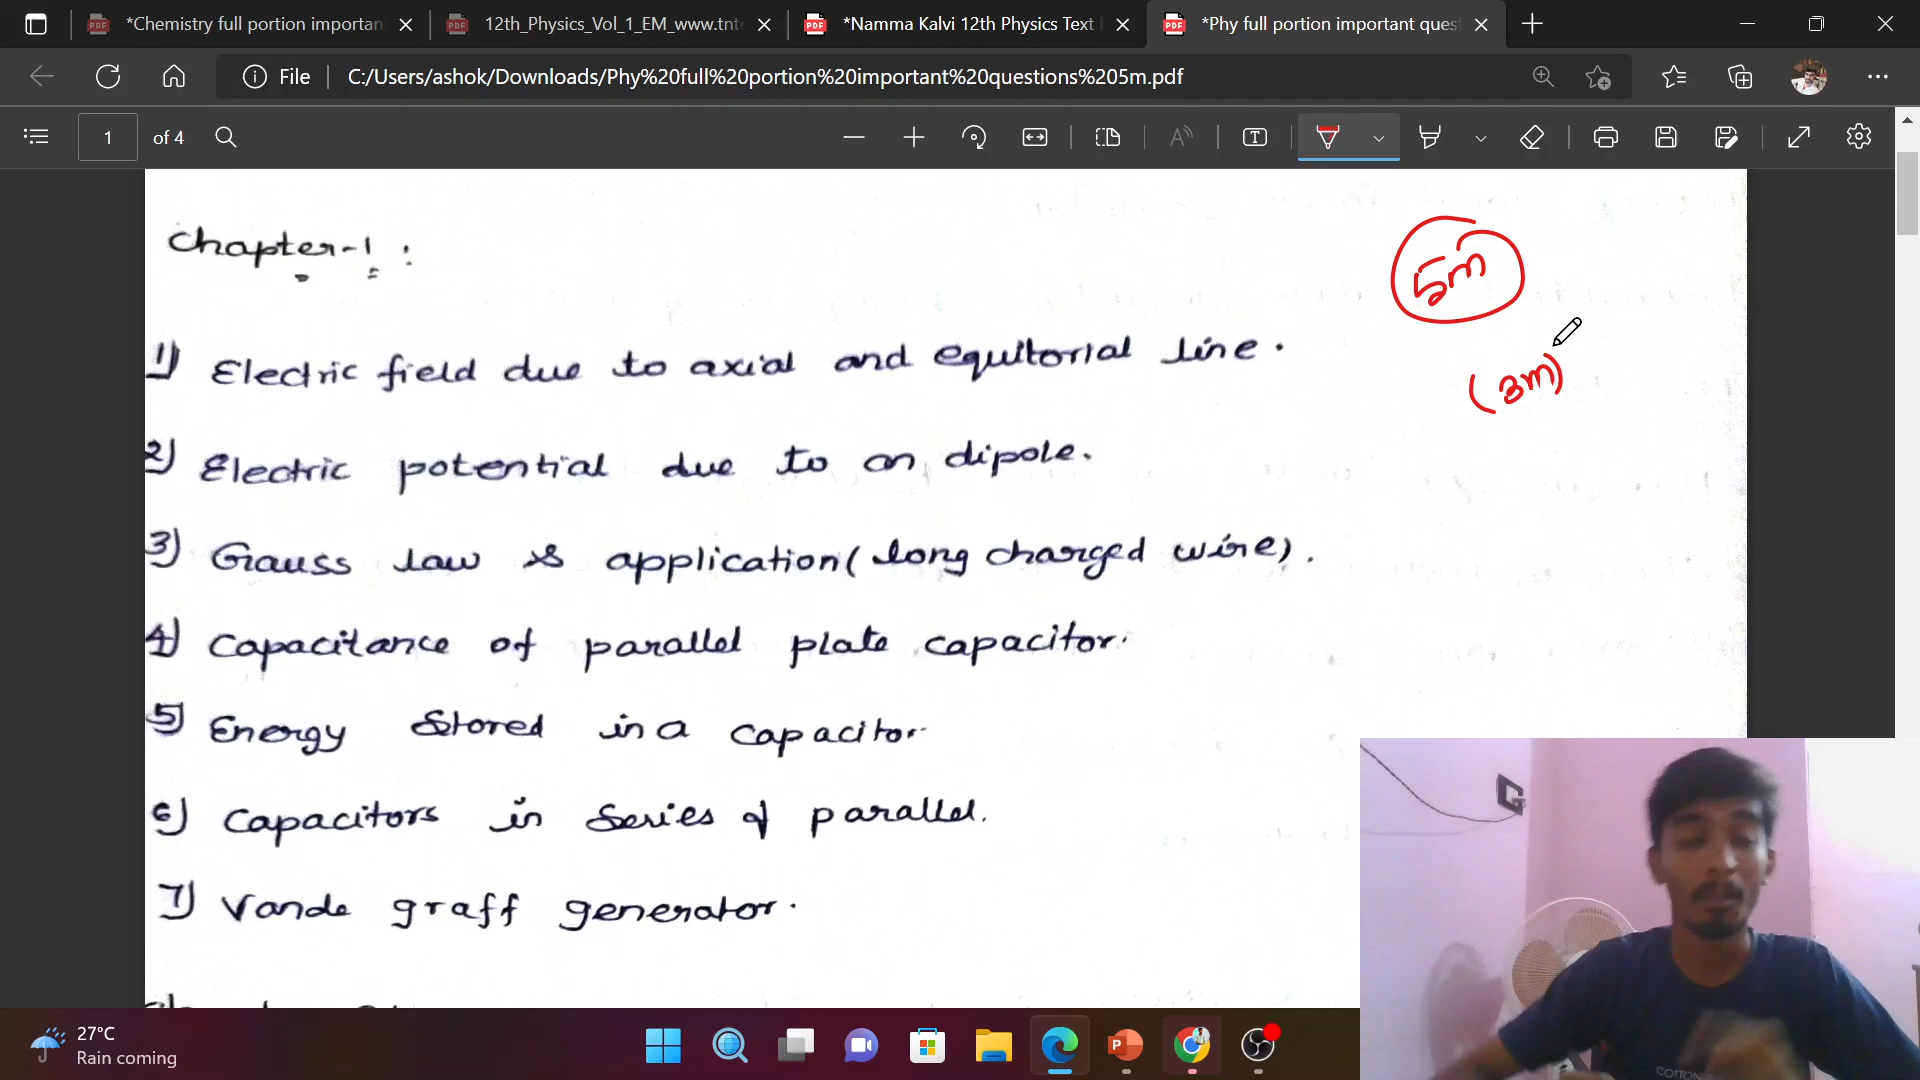 *Chemistry full portion importan
12th_Physics_Vol_1_EM_www.tnt
*Namma Kalvi 12th Physics Text
*Phy full portion important ques
File
C:/Users/ashok/Downloads/Phy%20full%20portion%20important%20questions%205m.pdf
1 of 4
Chapter-1 :
5m
(3m)
1) Electric field due to axial and equitorial line.
2) Electric potential due to an dipole.
3) Gauss law & application (long charged wire).
4) Capacitance of parallel plate capacitor.
5) Energy Stored in a capacitor
6) Capacitors in Series & parallel.
7) Vande graff generator.
27°C
Rain coming
COTTON